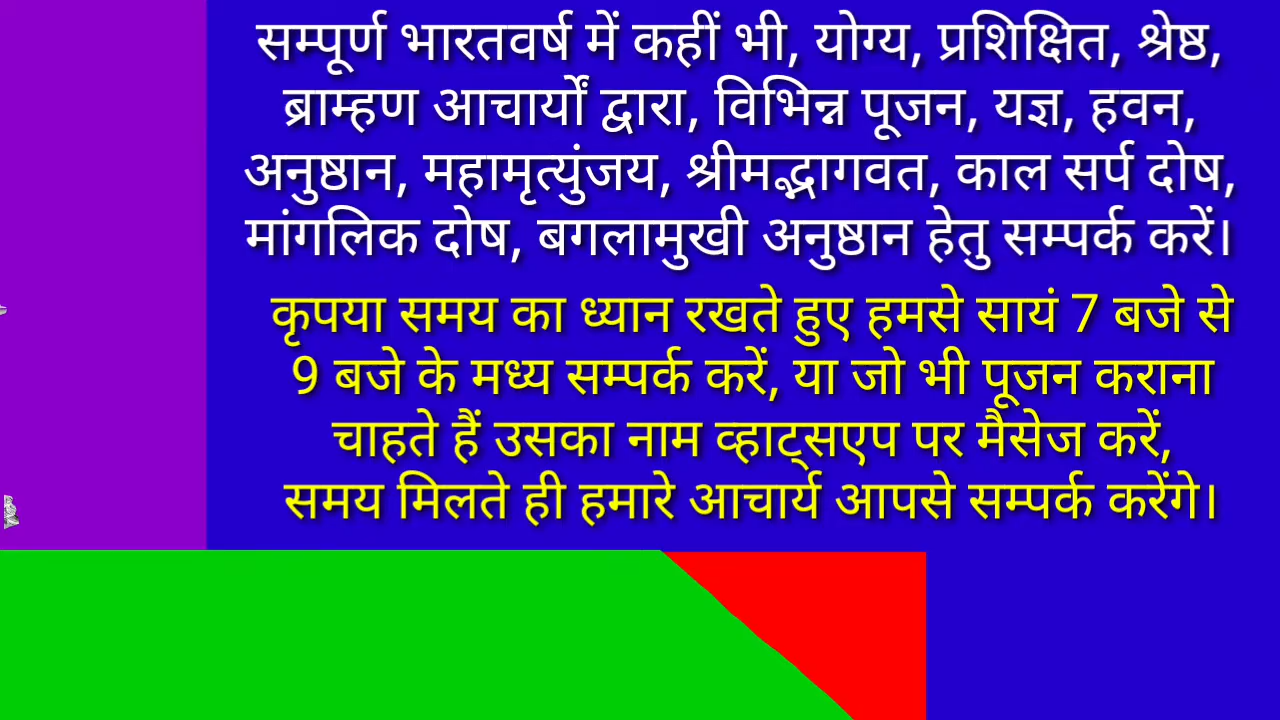 सम्पूर्ण भारतवर्ष में कहीं भी, योग्य, प्रशिक्षित, श्रेष्ठ,
ब्राम्हण आचार्यों द्वारा, विभिन्न पूजन, यज्ञ, हवन,
अनुष्ठान, महामृत्युंजय, श्रीमद्भागवत, काल सर्प दोष,
मांगलिक दोष, बगलामुखी अनुष्ठान हेतु सम्पर्क करें।
कृपया समय का ध्यान रखते हुए हमसे सायं 7 बजे से
9 बजे के मध्य सम्पर्क करें, या जो भी पूजन कराना
चाहते हैं उसका नाम व्हाट्सएप पर मैसेज करें,
समय मिलते ही हमारे आचार्य आपसे सम्पर्क करेंगे।